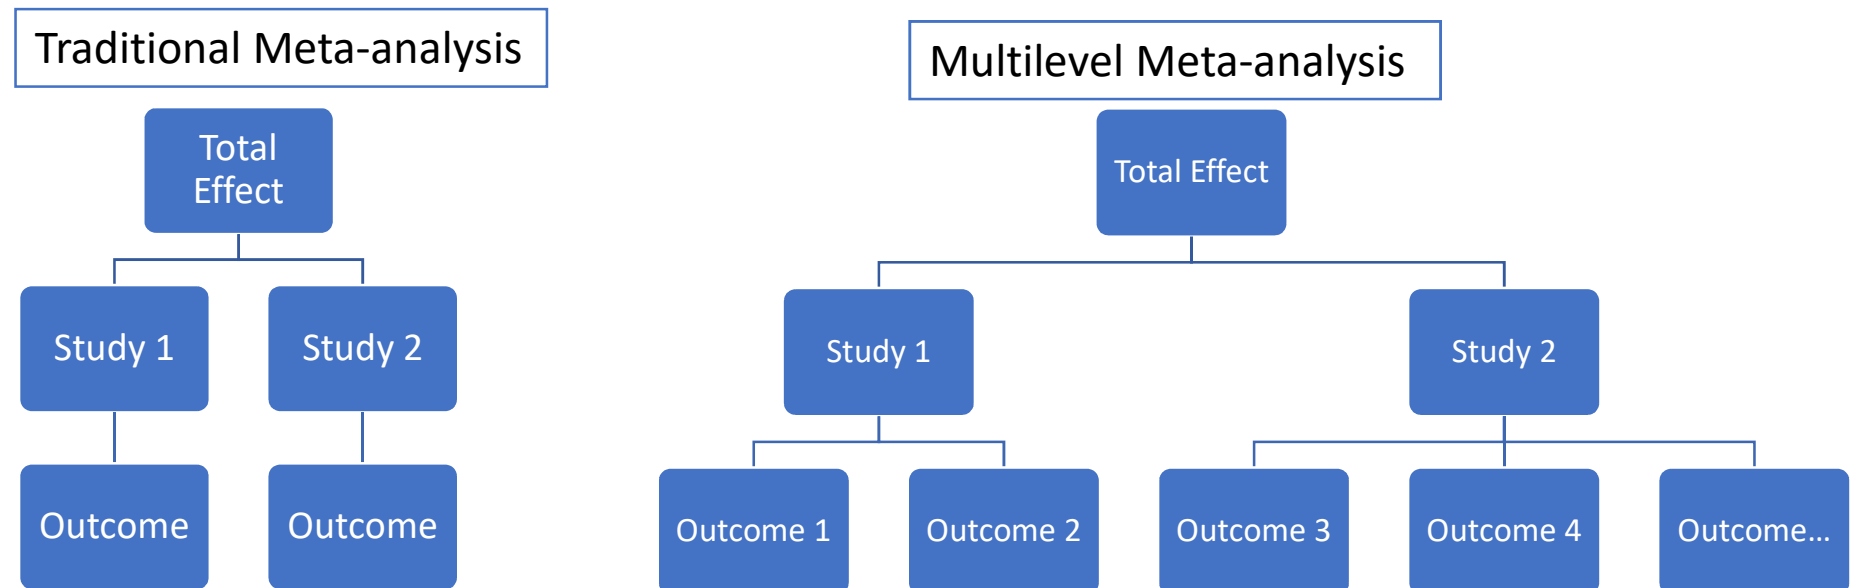 Traditional Meta-analysis
Total
Effect
Study 1
Study 2
Outcome
Outcome
Multilevel Meta-analysis
Total Effect
Study 1
Study 2
Outcome 1
Outcome 2
Outcome 3
Outcome 4
Outcome...